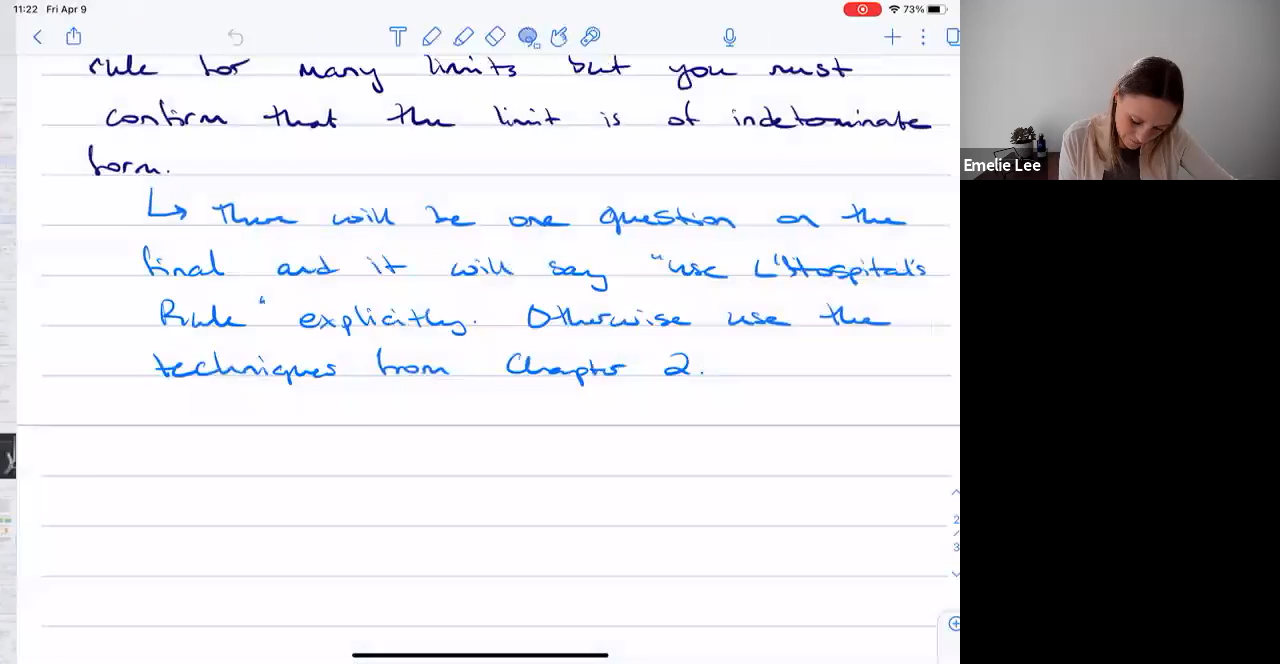 11:22 Fri Apr 9
73%
rule for many limits but you must
confirm that the limit is of indeterminate
form.
↳ There will be one question on the
final and it will say "use L'Hospital's
Rule" explicitly. Otherwise use the
techniques from Chapter 2.
Emelie Lee
2
3